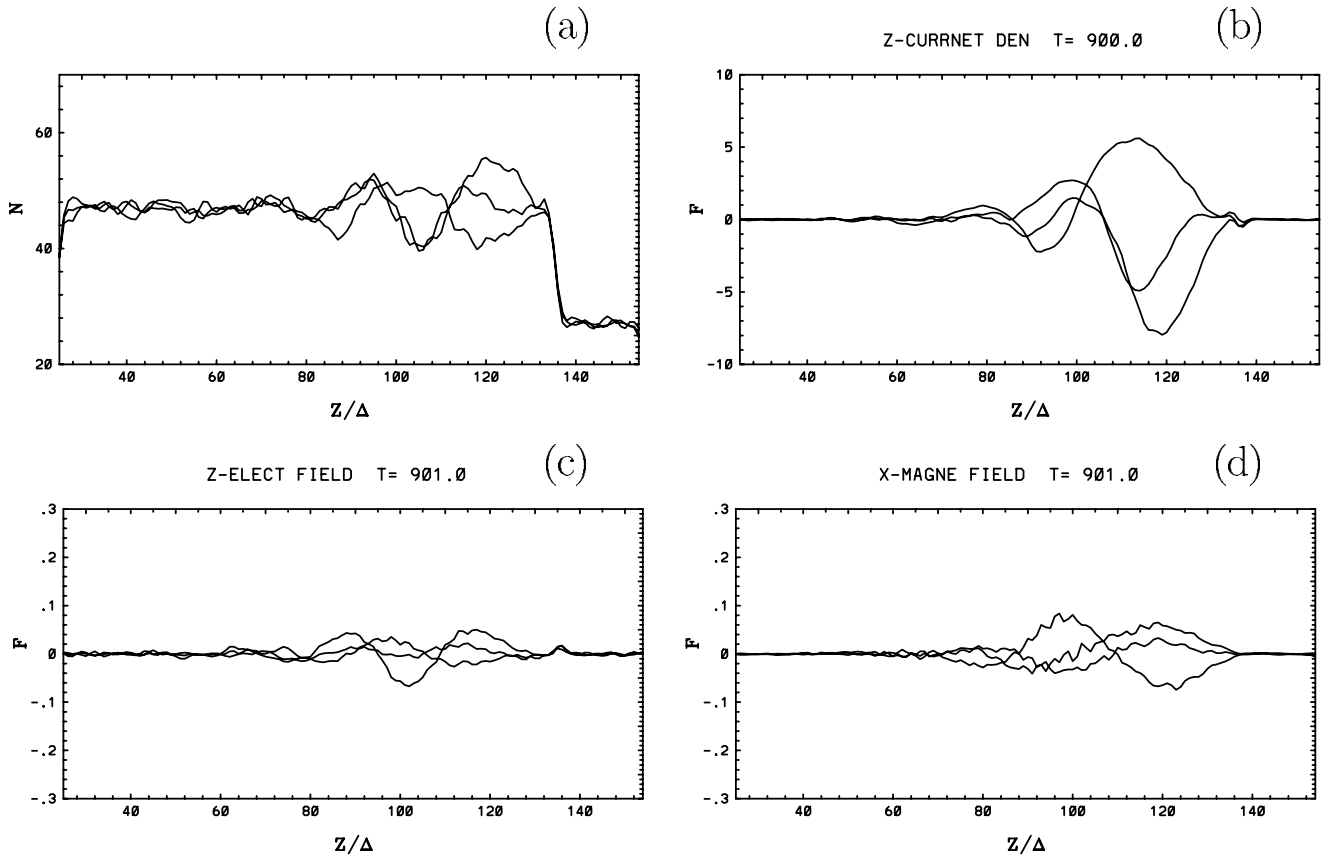 (a)
60
40
20
N
40 60 80 100 120 140
Z/Δ
(b)
Z-CURRNET DEN T= 900.0
10
5
0
-5
-10
F
40 60 80 100 120 140
Z/Δ
(c)
Z-ELECT FIELD T= 901.0
.3
.2
.1
0
-.1
-.2
-.3
F
40 60 80 100 120 140
Z/Δ
(d)
X-MAGNE FIELD T= 901.0
.3
.2
.1
0
-.1
-.2
-.3
F
40 60 80 100 120 140
Z/Δ